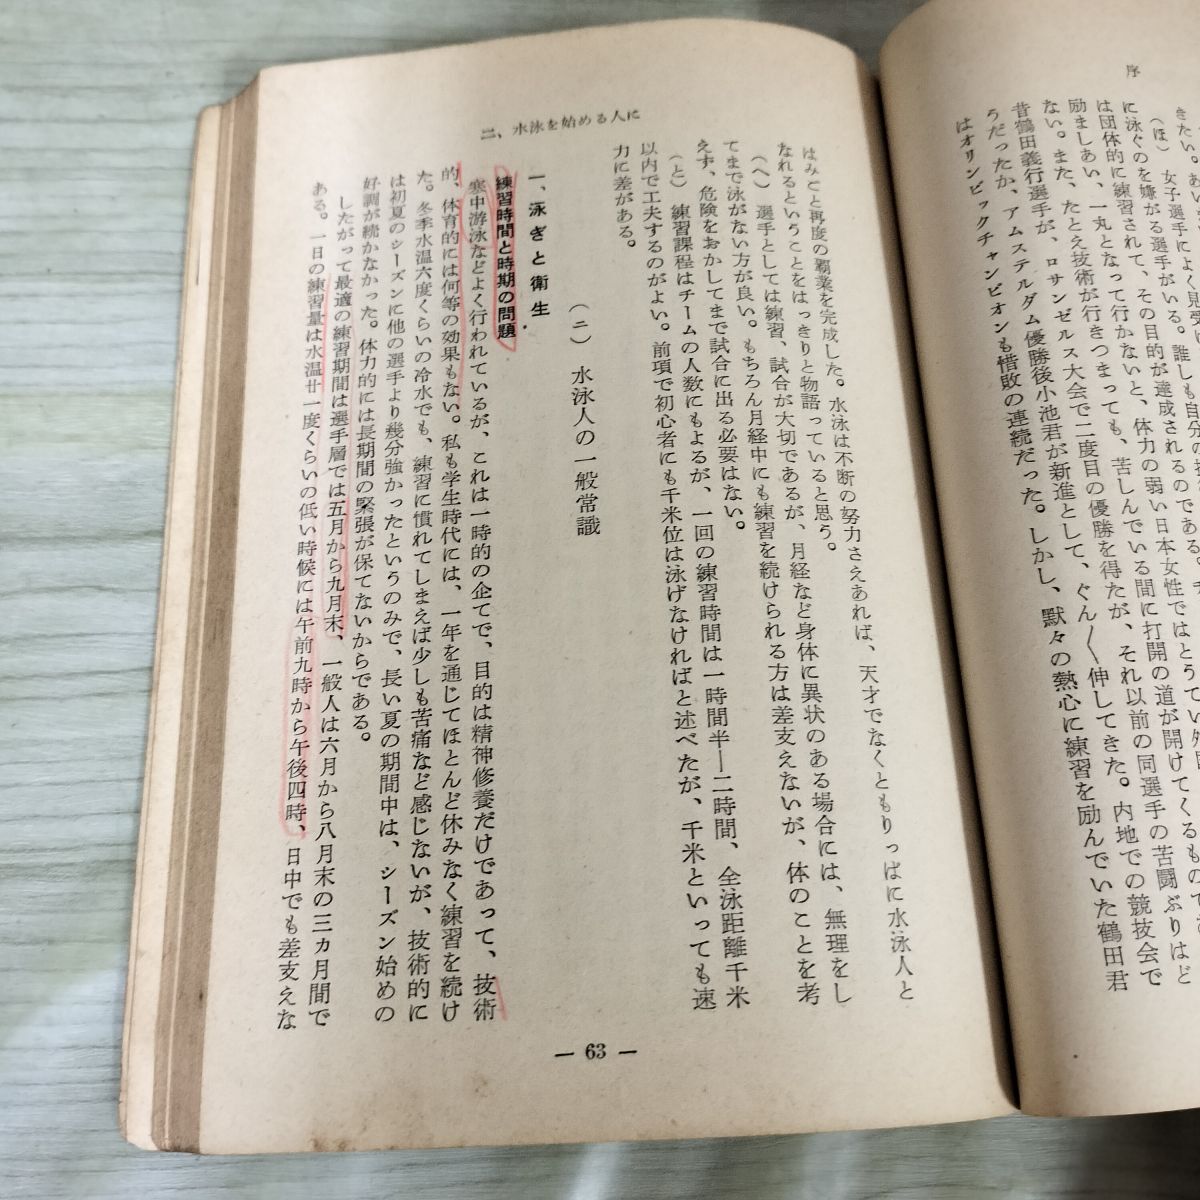 序
きたい。
（ほ）　女子選手によく見受け
に泳ぐのを嫌がる選手がいる。誰しも自分の
は団体的に練習されて、その目的が達成されるのである。
励ましあい、一丸となって行かないと、体力の弱い日本女性ではとうてい外国
ない。また、たとえ技術が行きつまっても、苦しんでいる間に打開の道が開けてくるもので
昔鶴田義行選手が、ロサンゼルス大会で二度目の優勝を得たが、それ以前の同選手の苦闘ぶりはど
うだったか、アムステルダム優勝後小池君が新進として、ぐん〳〵伸してきた。内地での競技会で
はオリンピックチャンピオンも惜敗の連続だった。しかし、默々の熱心に練習を励んでいた鶴田君
二、水泳を始める人に
はみごと再度の覇業を完成した。水泳は不断の努力さえあれば、天才でなくともりっぱに水泳人と
なれるということをはっきりと物語っていると思う。
（へ）　選手としては練習、試合が大切であるが、月経など身体に異状のある場合には、無理をし
てまで泳がない方が良い。もちろん月経中にも練習を続けられる方は差支えないが、体のことを考
えず、危険をおかしてまで試合に出る必要はない。
（と）　練習課程はチームの人数にもよるが、一回の練習時間は一時間半―二時間、全泳距離千米
以内で工夫するのがよい。前項で初心者にも千米位は泳げなければと述べたが、千米といっても速
力に差がある。
（二）　水泳人の一般常識
一、泳ぎと衛生
練習時間と時期の問題
寒中游泳などよく行われているが、これは一時的の企てで、目的は精神修養だけであって、技術
的、体育的には何等の効果もない。私も学生時代には、一年を通じてほとんど休みなく練習を続け
た。冬季水温六度くらいの冷水でも、練習に慣れてしまえば少しも苦痛など感じないが、技術的に
は初夏のシーズンに他の選手より幾分強かったというのみで、長い夏の期間中は、シーズン始めの
好調が続かなかった。体力的には長期間の緊張が保てないからである。
したがって最適の練習期間は選手層では五月から九月末、一般人は六月から八月末の三カ月間で
ある。一日の練習量は水温廿一度くらいの低い時候には午前九時から午後四時、日中でも差支えな
— 63 —